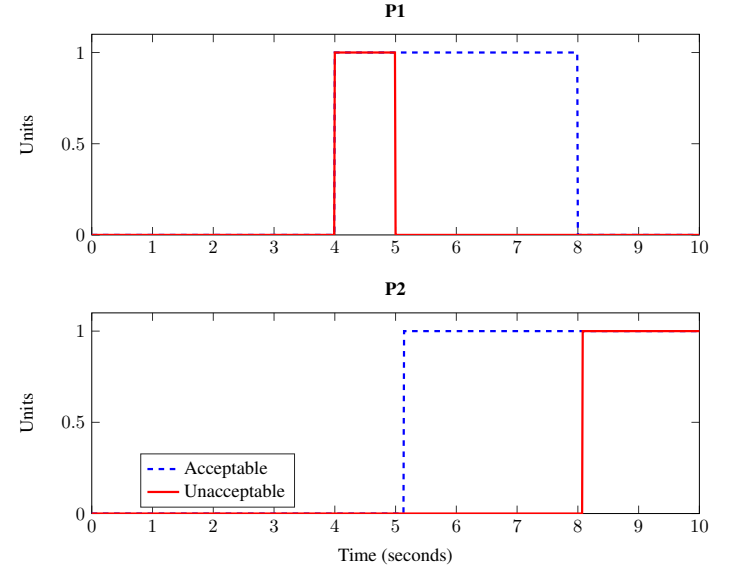 P1
Units
1
0.5
0
0 1 2 3 4 5 6 7 8 9 10
P2
Units
1
0.5
0
Acceptable
Unacceptable
0 1 2 3 4 5 6 7 8 9 10
Time (seconds)